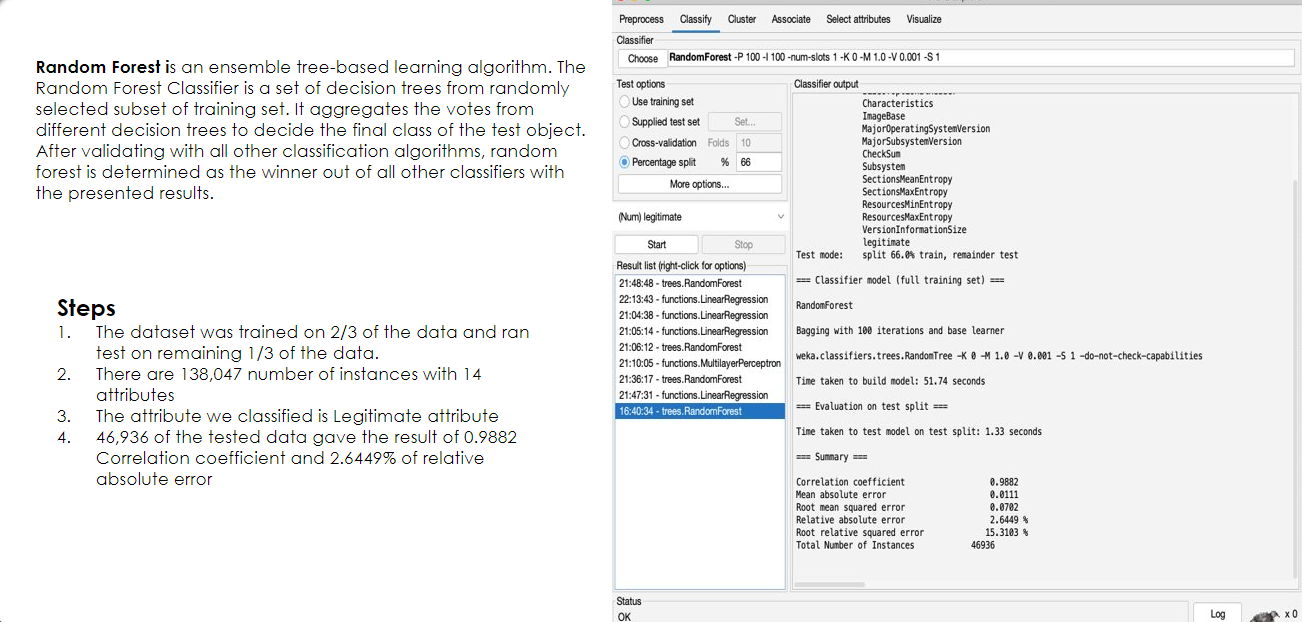 Random Forest is an ensemble tree-based learning algorithm. The
Random Forest Classifier is a set of decision trees from randomly
selected subset of training set. It aggregates the votes from
different decision trees to decide the final class of the test object.
After validating with all other classification algorithms, random
forest is determined as the winner out of all other classifiers with
the presented results.
Steps
1. The dataset was trained on 2/3 of the data and ran
test on remaining 1/3 of the data.
2. There are 138,047 number of instances with 14
attributes
3. The attribute we classified is Legitimate attribute
4. 46,936 of the tested data gave the result of 0.9882
Correlation coefficient and 2.6449% of relative
absolute error
Preprocess Classify Cluster Associate Select attributes Visualize
Classifier
Choose RandomForest -P 100 -I 100 -num-slots 1 -K 0 -M 1.0 -V 0.001 -S 1
Test options
Use training set
Supplied test set Set...
Cross-validation Folds 10
Percentage split % 66
More options...
(Num) legitimate
Start Stop
Result list (right-click for options)
21:48:48 - trees.RandomForest
22:13:43 - functions.LinearRegression
21:04:38 - functions.LinearRegression
21:05:14 - functions.LinearRegression
21:06:12 - trees.RandomForest
21:10:05 - functions.MultilayerPerceptron
21:36:17 - trees.RandomForest
21:47:31 - functions.LinearRegression
16:40:34 - trees.RandomForest
Classifier output
Characteristics
ImageBase
MajorOperatingSystemVersion
MajorSubsystemVersion
CheckSum
Subsystem
SectionsMeanEntropy
SectionsMaxEntropy
ResourcesMinEntropy
ResourcesMaxEntropy
VersionInformationSize
legitimate
Test mode: split 66.0% train, remainder test
=== Classifier model (full training set) ===
RandomForest
Bagging with 100 iterations and base learner
weka.classifiers.trees.RandomTree -K 0 -M 1.0 -V 0.001 -S 1 -do-not-check-capabilities
Time taken to build model: 51.74 seconds
=== Evaluation on test split ===
Time taken to test model on test split: 1.33 seconds
=== Summary ===
Correlation coefficient 0.9882
Mean absolute error 0.0111
Root mean squared error 0.0702
Relative absolute error 2.6449 %
Root relative squared error 15.3103 %
Total Number of Instances 46936
Status
OK
Log x 0